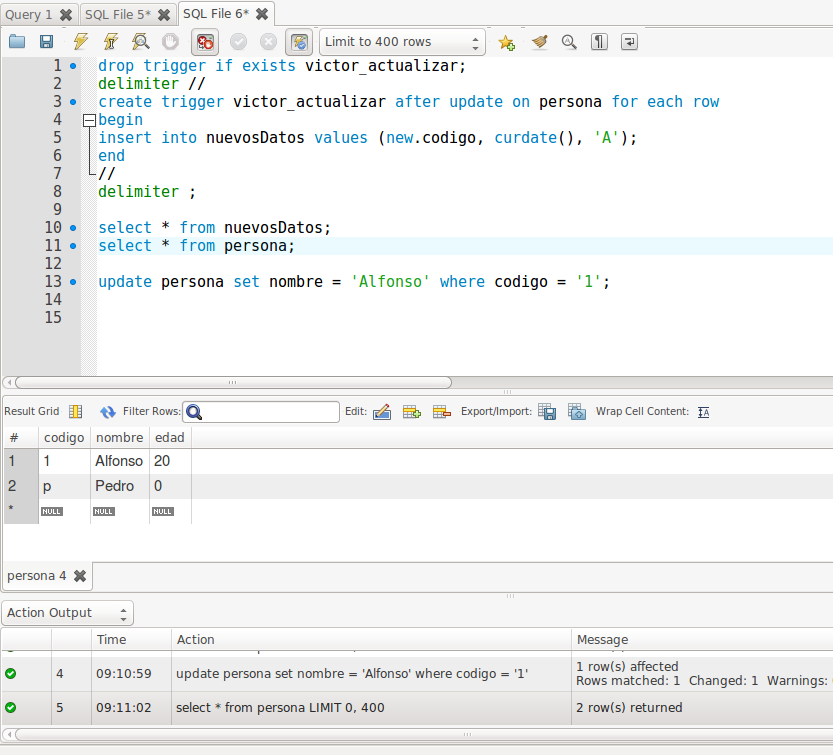 Query 1 SQL File 5* SQL File 6*
Limit to 400 rows
1 drop trigger if exists victor_actualizar;
2 delimiter //
3 create trigger victor_actualizar after update on persona for each row
4 begin
5 insert into nuevosDatos values (new.codigo, curdate(), 'A');
6 end
7 //
8 delimiter ;
9
10 select * from nuevosDatos;
11 select * from persona;
12
13 update persona set nombre = 'Alfonso' where codigo = '1';
14
15
Result Grid Filter Rows: Edit: Export/Import: Wrap Cell Content: IA
# codigo nombre edad
1 1 Alfonso 20
2 p Pedro 0
* NULL NULL NULL
persona 4
Action Output
Time Action Message
4 09:10:59 update persona set nombre = 'Alfonso' where codigo = '1' 1 row(s) affected
Rows matched: 1 Changed: 1 Warnings:
5 09:11:02 select * from persona LIMIT 0, 400 2 row(s) returned